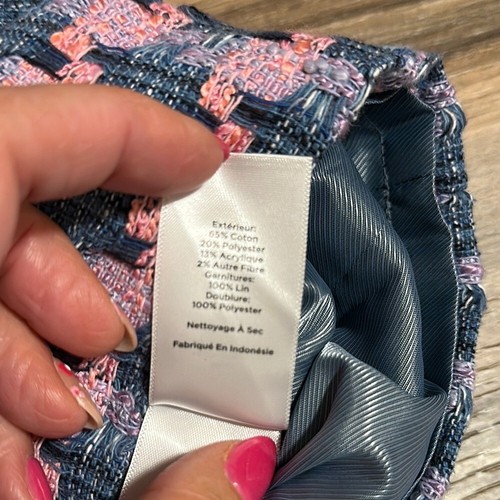 Extérieur:
65% Coton
20% Polyester
13% Acrylique
2% Autre Fibre
Garnitures:
100% Lin
Doublure:
100% Polyester
Nettoyage À Sec
Fabriqué En Indonésie